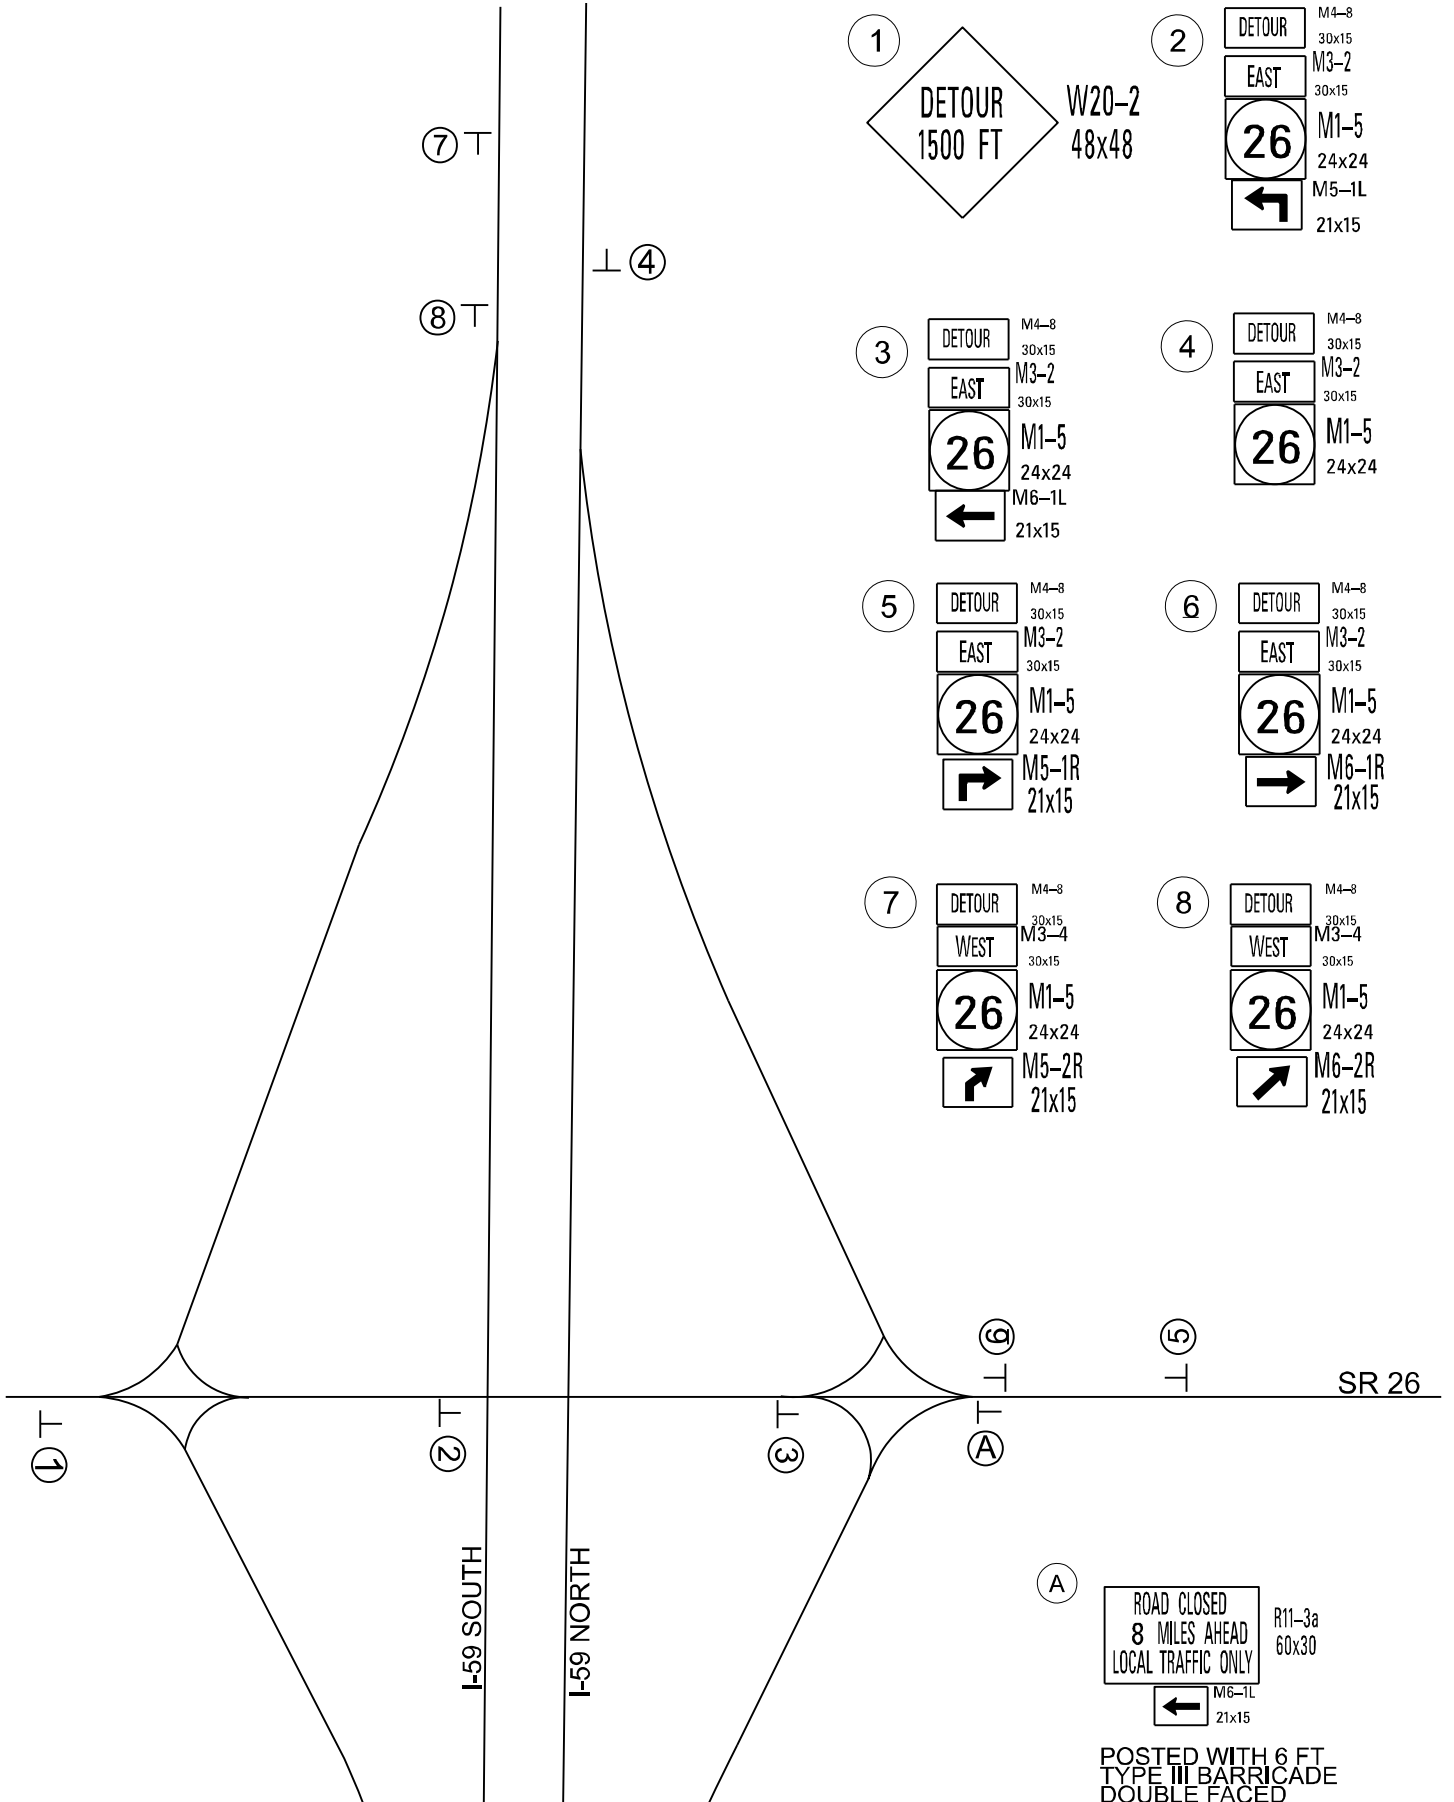 1
DETOUR
1500 FT
W20–2
48x48
2
DETOUR
M4–8
30x15
EAST
M3–2
30x15
26
M1–5
24x24
M5–1L
21x15
7
4
8
3
DETOUR
M4–8
30x15
EAST
M3–2
30x15
26
M1–5
24x24
M6–1L
21x15
4
DETOUR
M4–8
30x15
EAST
M3–2
30x15
26
M1–5
24x24
5
DETOUR
M4–8
30x15
EAST
M3–2
30x15
26
M1–5
24x24
M5–1R
21x15
6
DETOUR
M4–8
30x15
EAST
M3–2
30x15
26
M1–5
24x24
M6–1R
21x15
7
DETOUR
M4–8
30x15
WEST
M3–4
30x15
26
M1–5
24x24
M5–2R
21x15
8
DETOUR
M4–8
30x15
WEST
M3–4
30x15
26
M1–5
24x24
M6–2R
21x15
6
5
SR 26
1
2
3
A
I-59 SOUTH
I-59 NORTH
A
ROAD CLOSED
8 MILES AHEAD
LOCAL TRAFFIC ONLY
R11–3a
60x30
M6–1L
21x15
POSTED WITH 6 FT
TYPE III BARRICADE
DOUBLE FACED